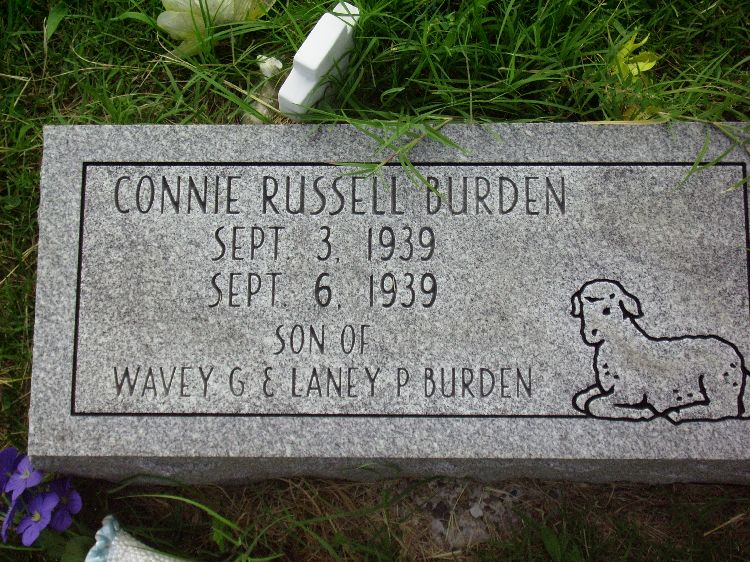 CONNIE RUSSELL BURDEN
SEPT. 3, 1939
SEPT. 6, 1939
SON OF
WAVEY G & LANEY P BURDEN